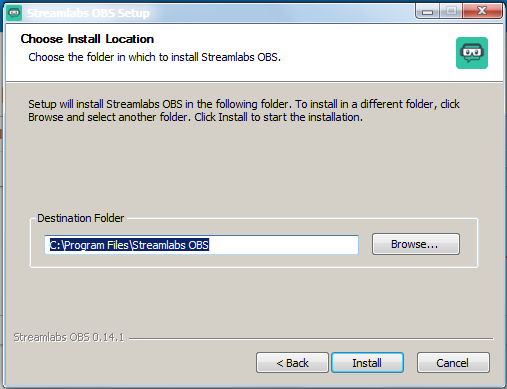 Streamlabs OBS Setup
Choose Install Location
Choose the folder in which to install Streamlabs OBS.
Setup will install Streamlabs OBS in the following folder. To install in a different folder, click
Browse and select another folder. Click Install to start the installation.
Destination Folder
C:\Program Files\Streamlabs OBS
Browse...
Streamlabs OBS 0.14.1
< Back
Install
Cancel